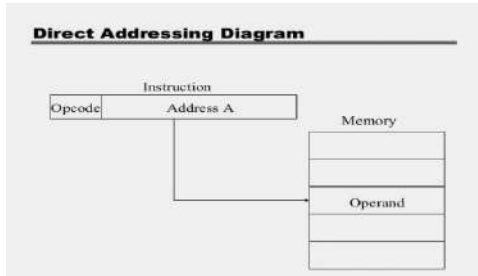 Direct Addressing Diagram
Instruction
Opcode Address A
Memory
Operand